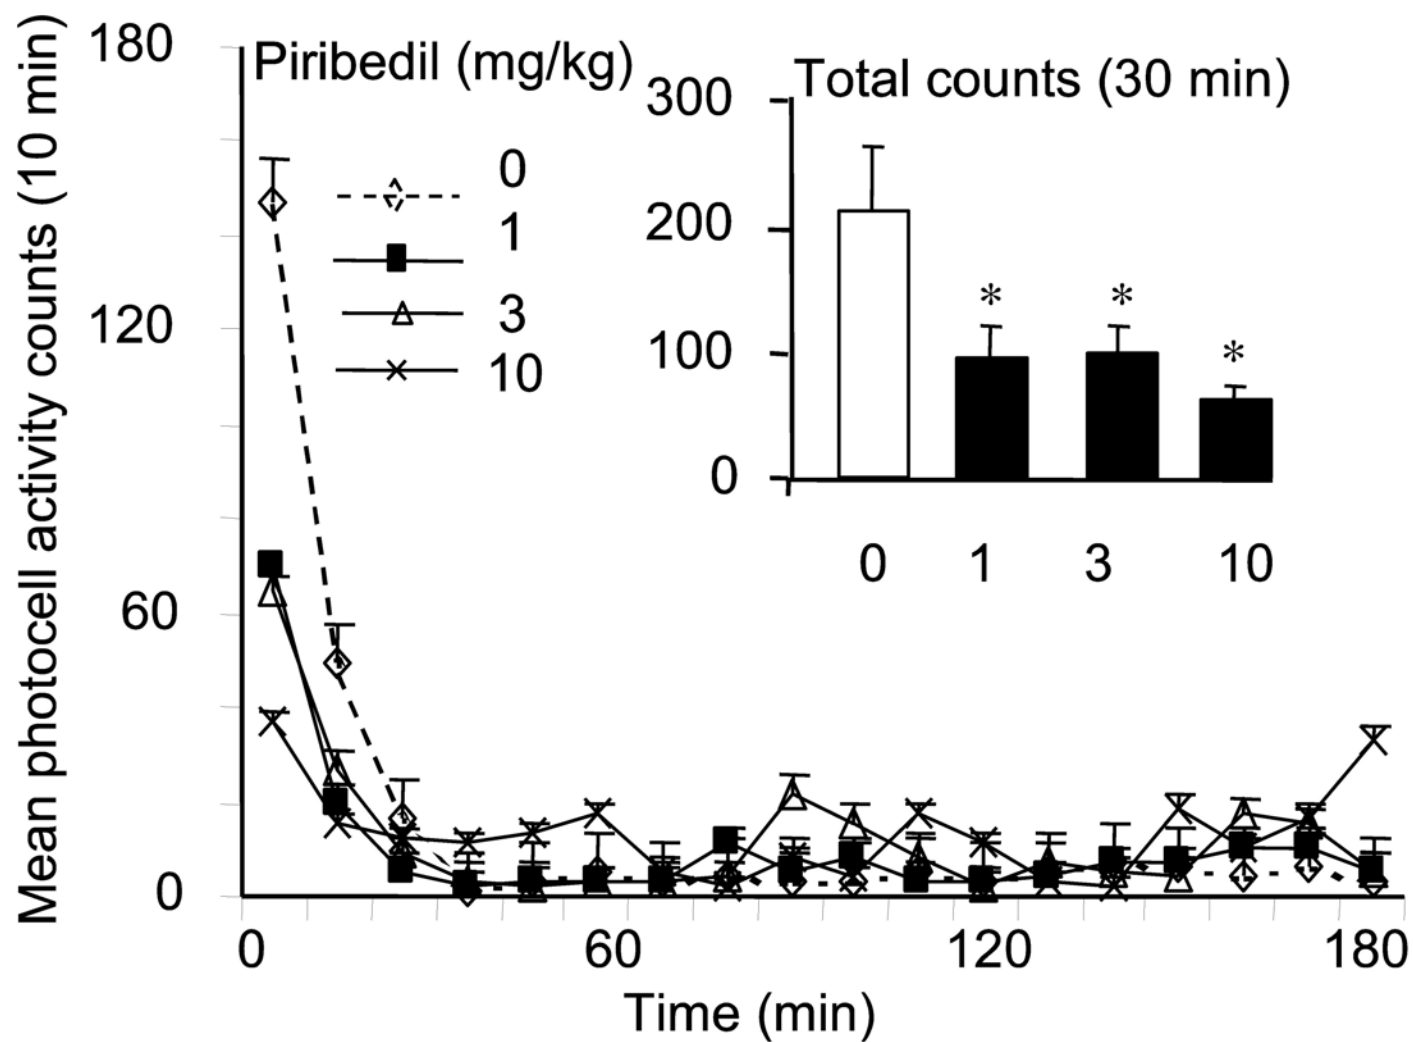 Mean photocell activity counts (10 min)
180
120
60
0
Piribedil (mg/kg)
0
1
3
10
Total counts (30 min)
300
200
100
0
*
*
*
0 1 3 10
0 60 120 180
Time (min)